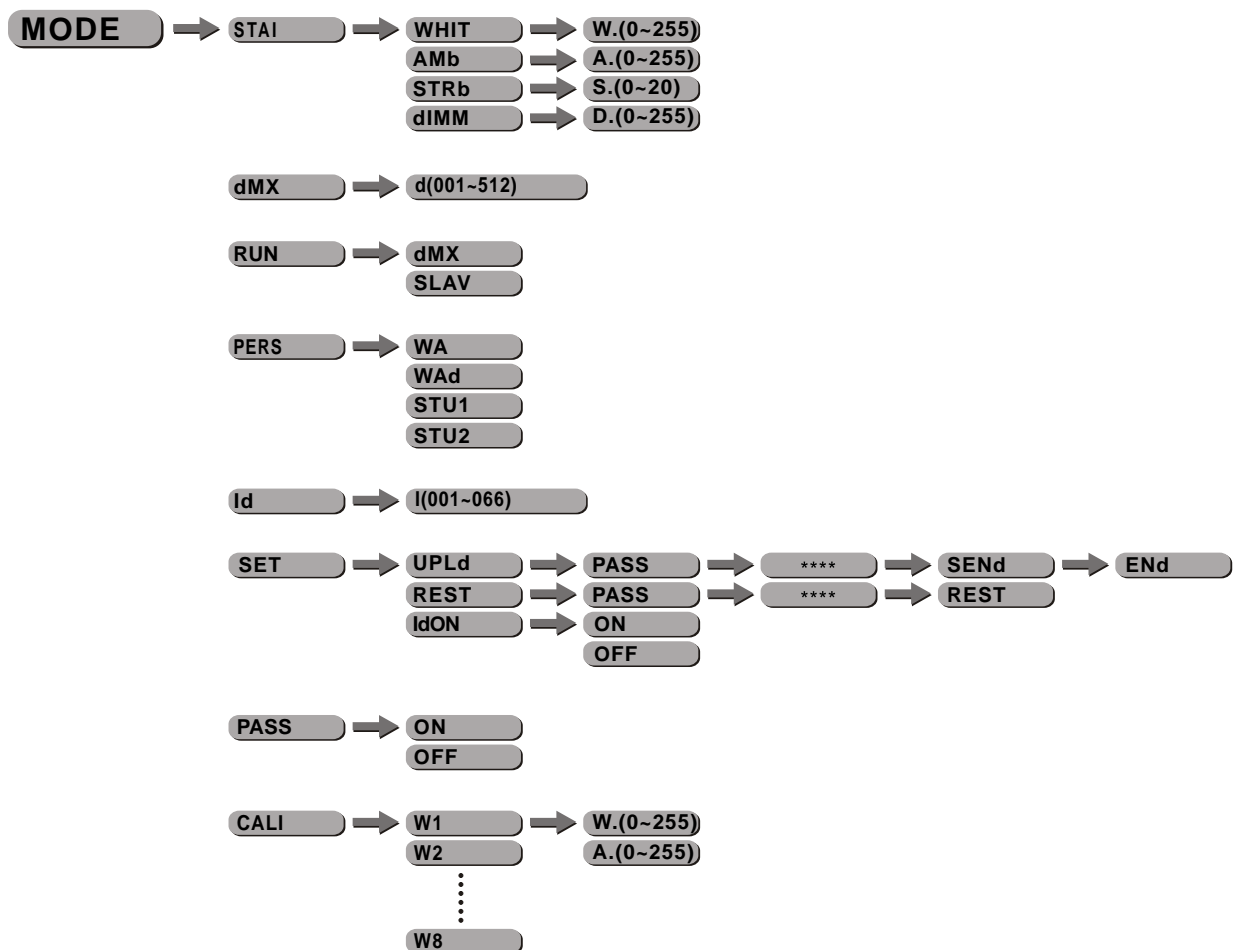 MODE STAI WHIT W.(0~255)
AMb A.(0~255)
STRb S.(0~20)
dIMM D.(0~255)
dMX d(001~512)
RUN dMX
SLAV
PERS WA
WAd
STU1
STU2
Id I(001~066)
SET UPLd PASS **** SENd ENd
REST PASS **** REST
IdON ON
OFF
PASS ON
OFF
CALI W1 W.(0~255)
W2 A.(0~255)
W8